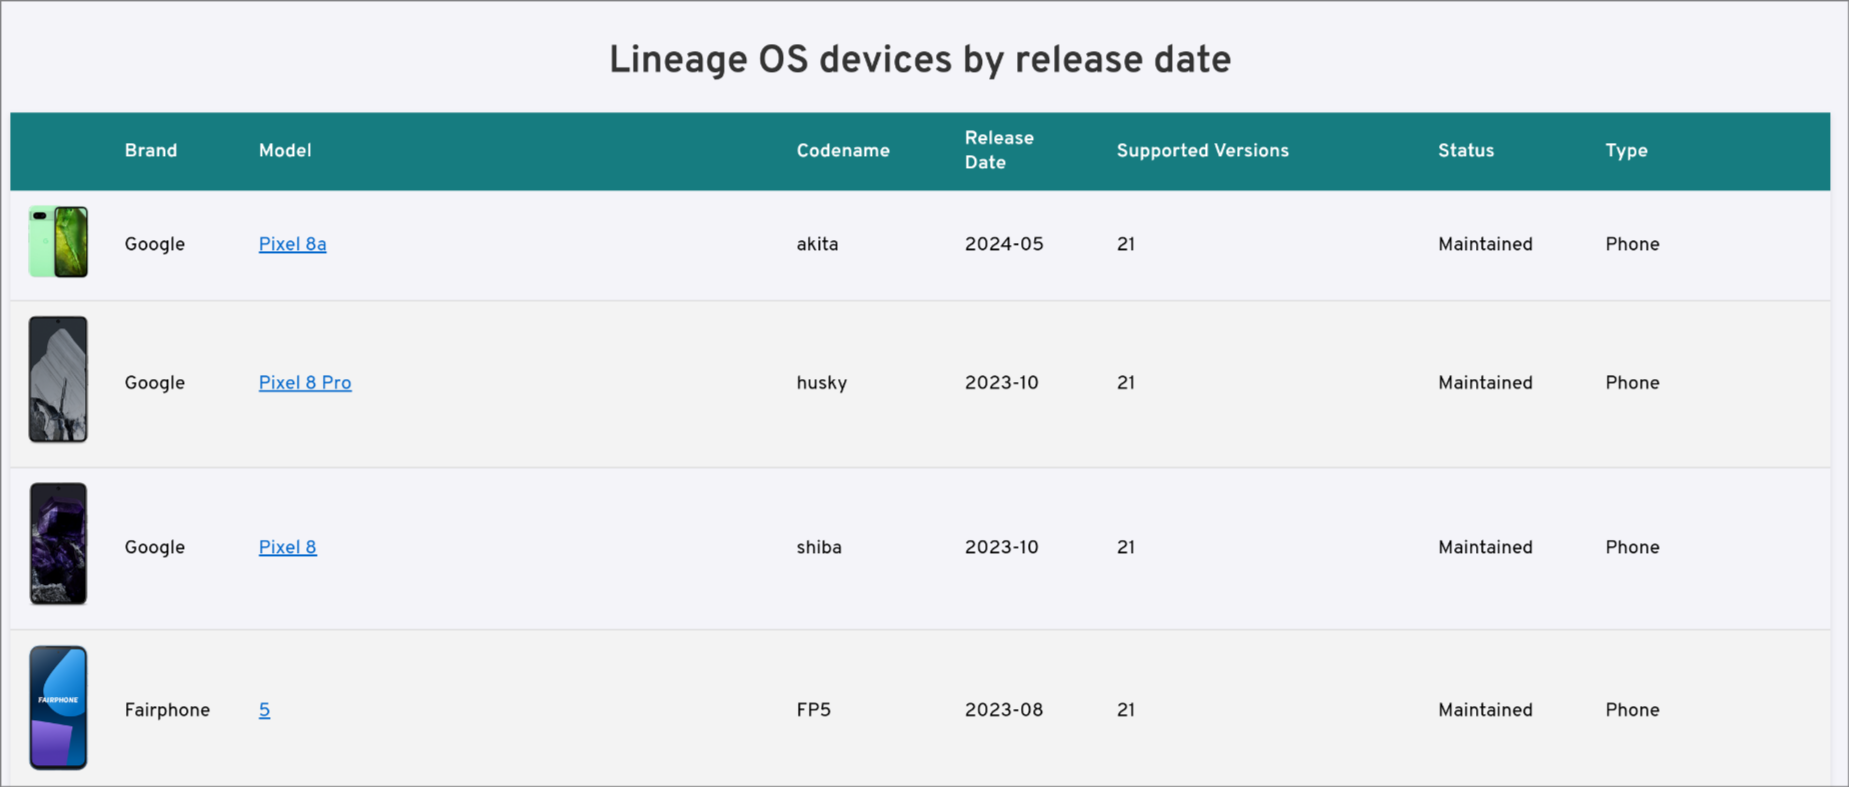 Lineage OS devices by release date
Brand Model Codename Release Date Supported Versions Status Type
Google Pixel 8a akita 2024-05 21 Maintained Phone
Google Pixel 8 Pro husky 2023-10 21 Maintained Phone
Google Pixel 8 shiba 2023-10 21 Maintained Phone
FAIRPHONE
Fairphone 5 FP5 2023-08 21 Maintained Phone